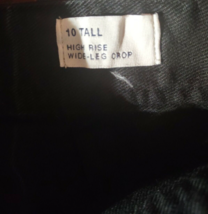 10 TALL
HIGH RISE
WIDE-LEG CROP